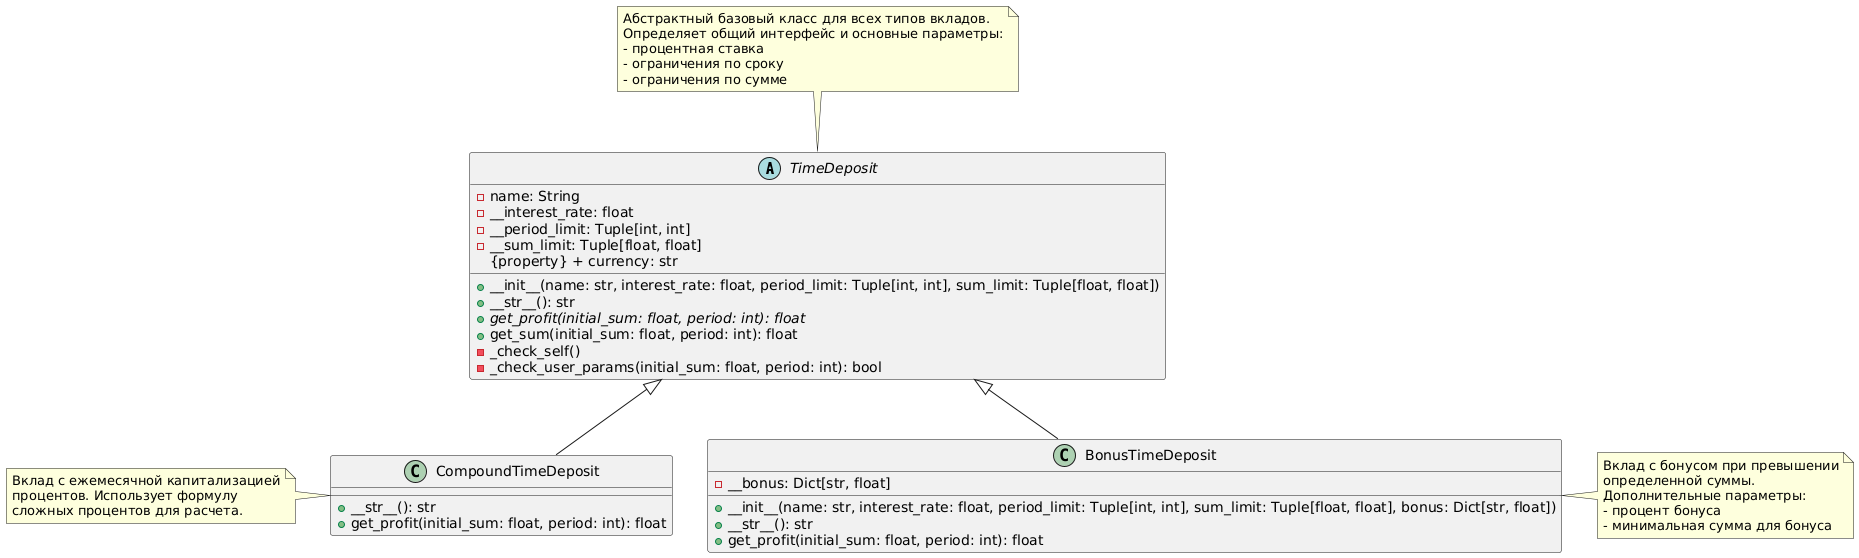 Абстрактный базовый класс для всех типов вкладов.
Определяет общий интерфейс и основные параметры:
- процентная ставка
- ограничения по сроку
- ограничения по сумме
A TimeDeposit
name: String
__interest_rate: float
__period_limit: Tuple[int, int]
__sum_limit: Tuple[float, float]
{property} + currency: str
__init__(name: str, interest_rate: float, period_limit: Tuple[int, int], sum_limit: Tuple[float, float])
__str__(): str
get_profit(initial_sum: float, period: int): float
get_sum(initial_sum: float, period: int): float
_check_self()
_check_user_params(initial_sum: float, period: int): bool
Вклад с ежемесячной капитализацией
процентов. Использует формулу
сложных процентов для расчета.
C CompoundTimeDeposit
__str__(): str
get_profit(initial_sum: float, period: int): float
C BonusTimeDeposit
__bonus: Dict[str, float]
__init__(name: str, interest_rate: float, period_limit: Tuple[int, int], sum_limit: Tuple[float, float], bonus: Dict[str, float])
__str__(): str
get_profit(initial_sum: float, period: int): float
Вклад с бонусом при превышении
определенной суммы.
Дополнительные параметры:
- процент бонуса
- минимальная сумма для бонуса